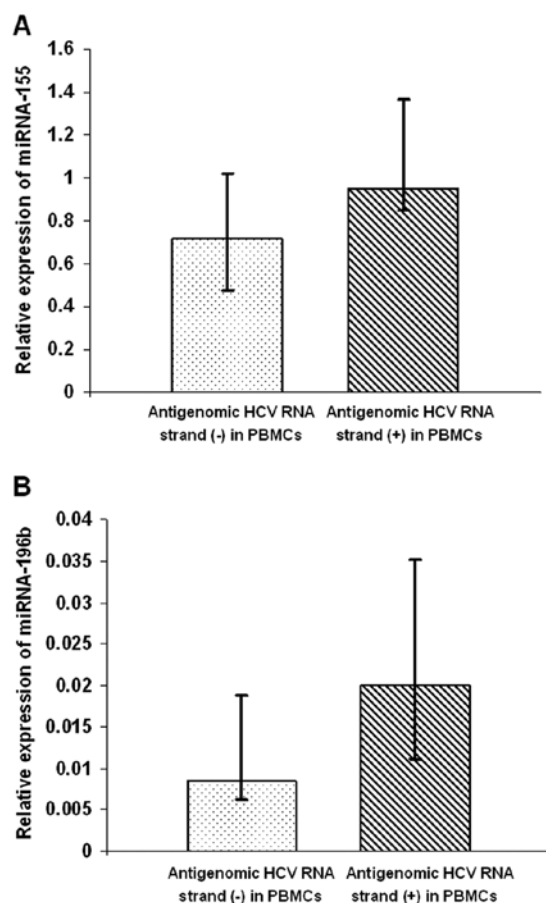 A
Relative expression of miRNA-155
1.6
1.4
1.2
1
0.8
0.6
0.4
0.2
0
Antigenomic HCV RNA
strand (-) in PBMCs
Antigenomic HCV RNA
strand (+) in PBMCs
B
Relative expression of miRNA-196b
0.04
0.035
0.03
0.025
0.02
0.015
0.01
0.005
0
Antigenomic HCV RNA
strand (-) in PBMCs
Antigenomic HCV RNA
strand (+) in PBMCs